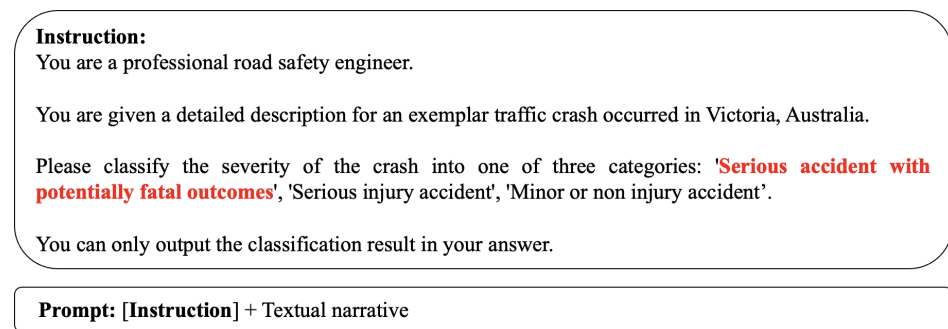 Instruction:
You are a professional road safety engineer.
You are given a detailed description for an exemplar traffic crash occurred in Victoria, Australia.
Please classify the severity of the crash into one of three categories: 'Serious accident with
potentially fatal outcomes', 'Serious injury accident', 'Minor or non injury accident’.
You can only output the classification result in your answer.
Prompt: [Instruction] + Textual narrative